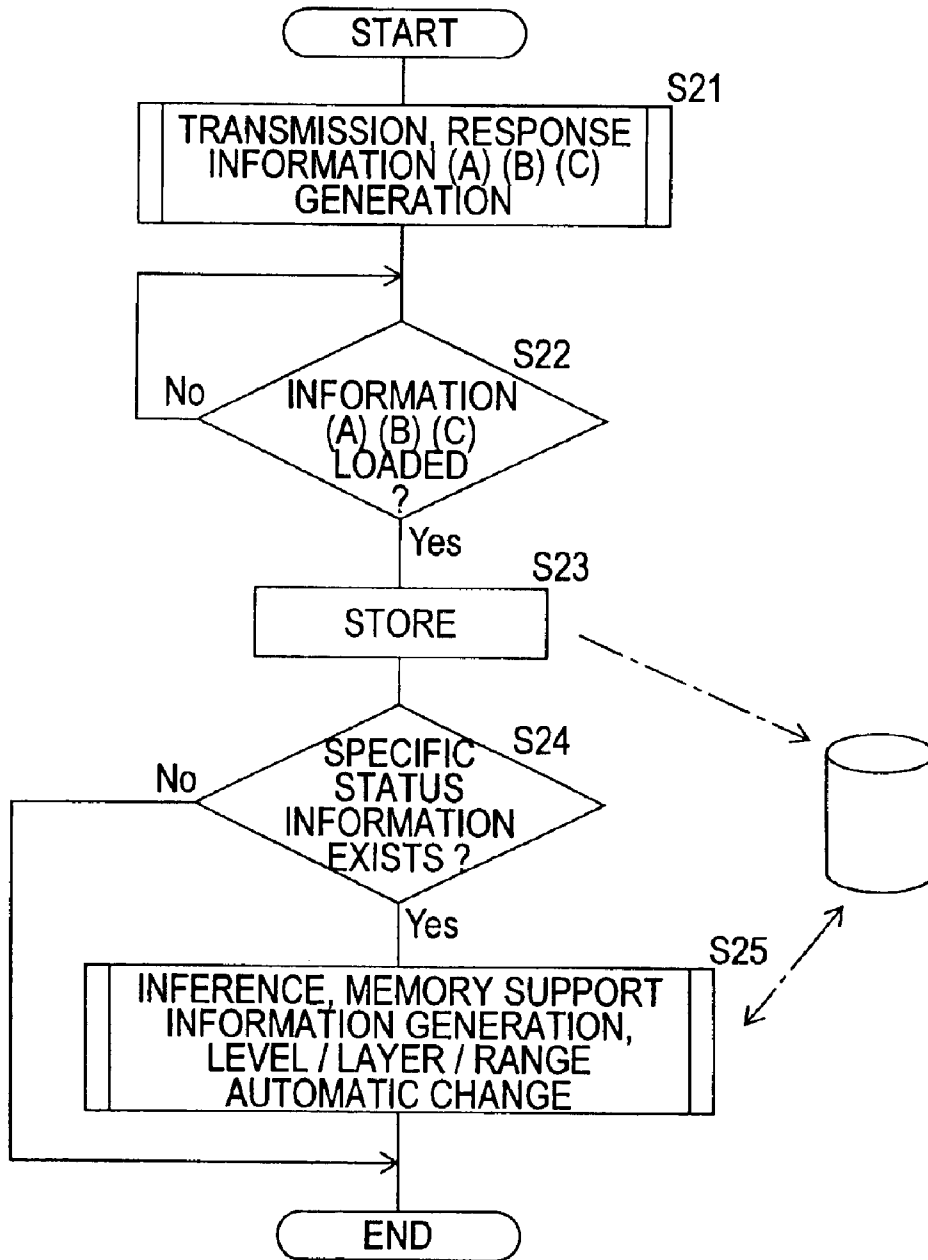 START
S21
TRANSMISSION, RESPONSE
INFORMATION (A) (B) (C)
GENERATION
S22
No
INFORMATION
(A) (B) (C)
LOADED
?
Yes
S23
STORE
S24
No
SPECIFIC
STATUS
INFORMATION
EXISTS ?
Yes
S25
INFERENCE, MEMORY SUPPORT
INFORMATION GENERATION,
LEVEL / LAYER / RANGE
AUTOMATIC CHANGE
END